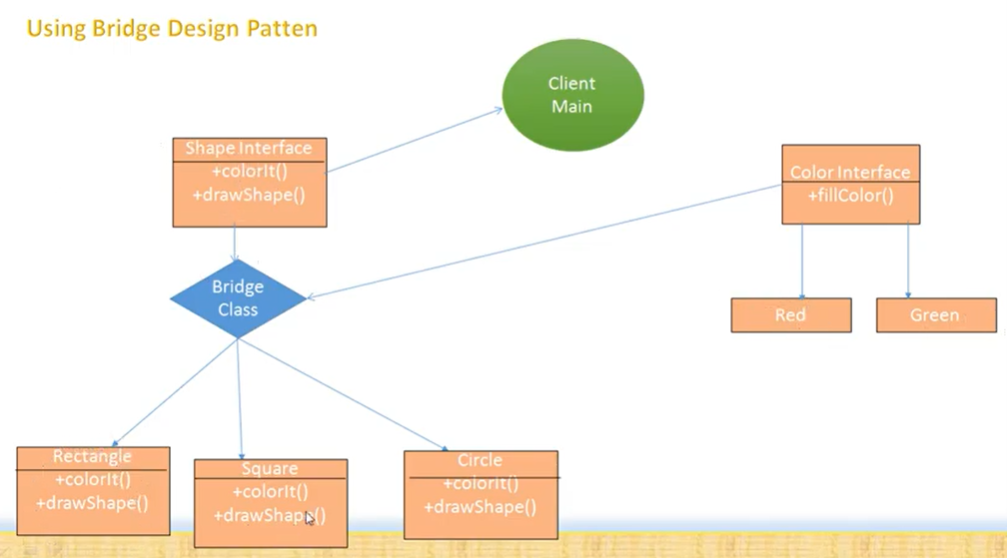 Using Bridge Design Patten
Client
Main
Shape Interface
+colorIt()
+drawShape()
Color Interface
+fillColor()
Bridge
Class
Red
Green
Rectangle
+colorIt()
+drawShape()
Square
+colorIt()
+drawShape()
Circle
+colorIt()
+drawShape()